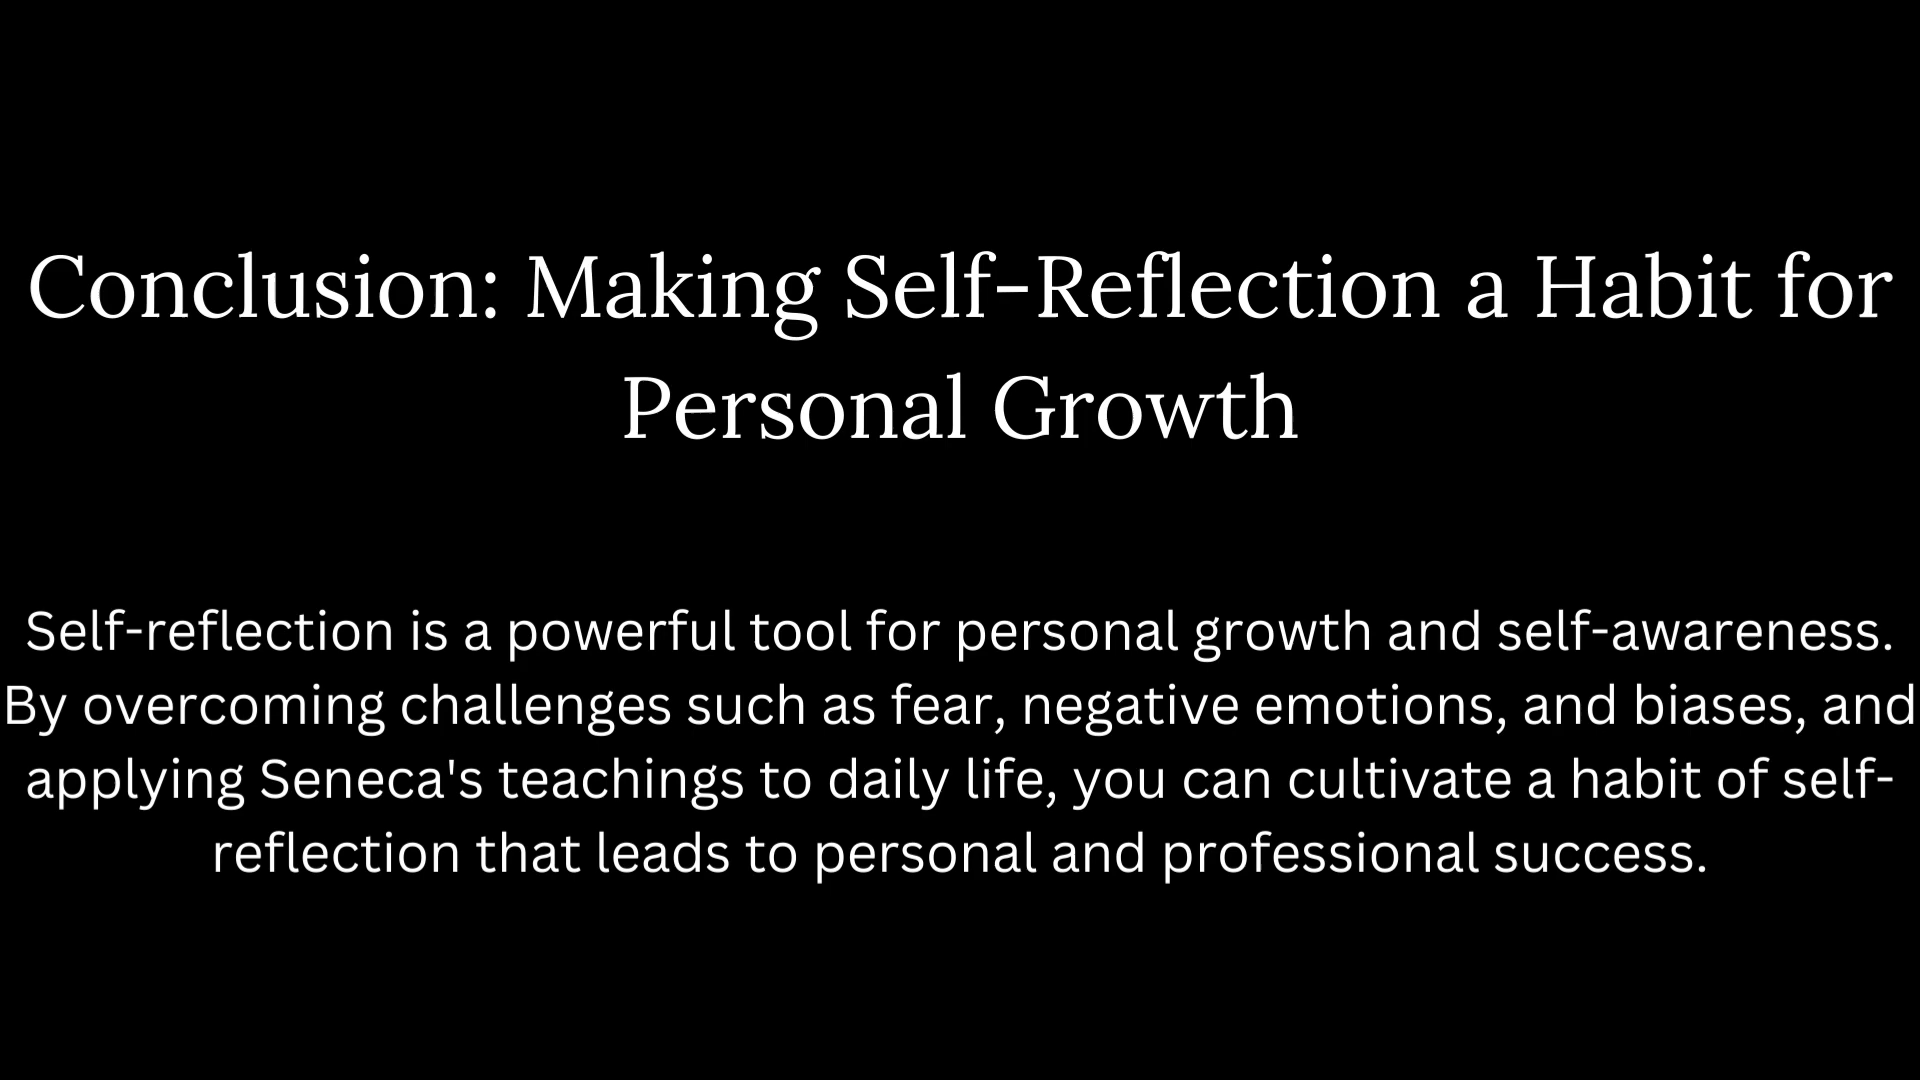 Conclusion: Making Self-Reflection a Habit for
Personal Growth
Self-reflection is a powerful tool for personal growth and self-awareness.
By overcoming challenges such as fear, negative emotions, and biases, and
applying Seneca's teachings to daily life, you can cultivate a habit of self-
reflection that leads to personal and professional success.